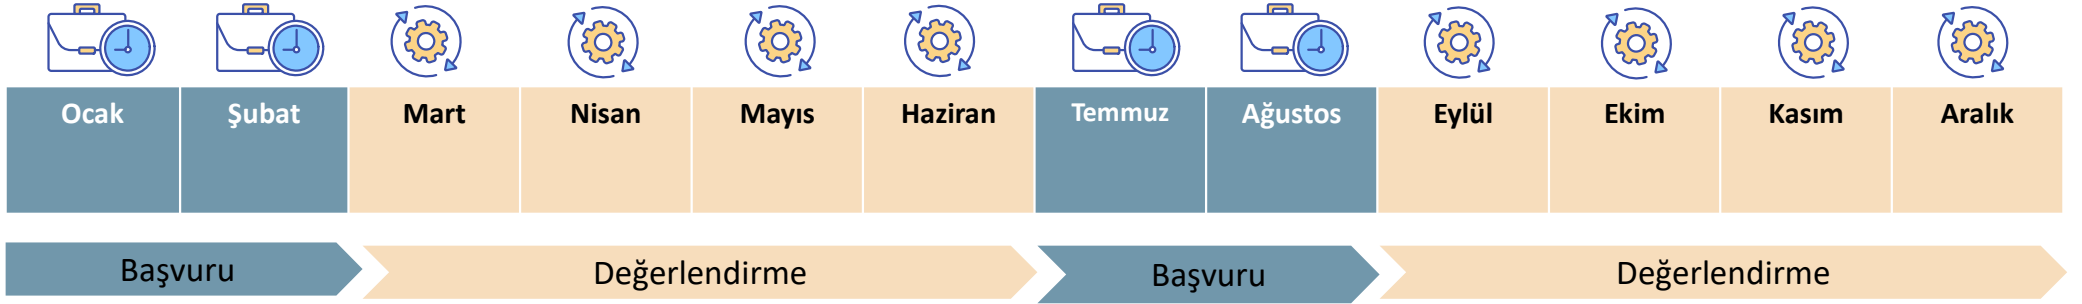 Ocak Şubat Mart Nisan Mayıs Haziran Temmuz Ağustos Eylül Ekim Kasım Aralık
Başvuru Değerlendirme Başvuru Değerlendirme